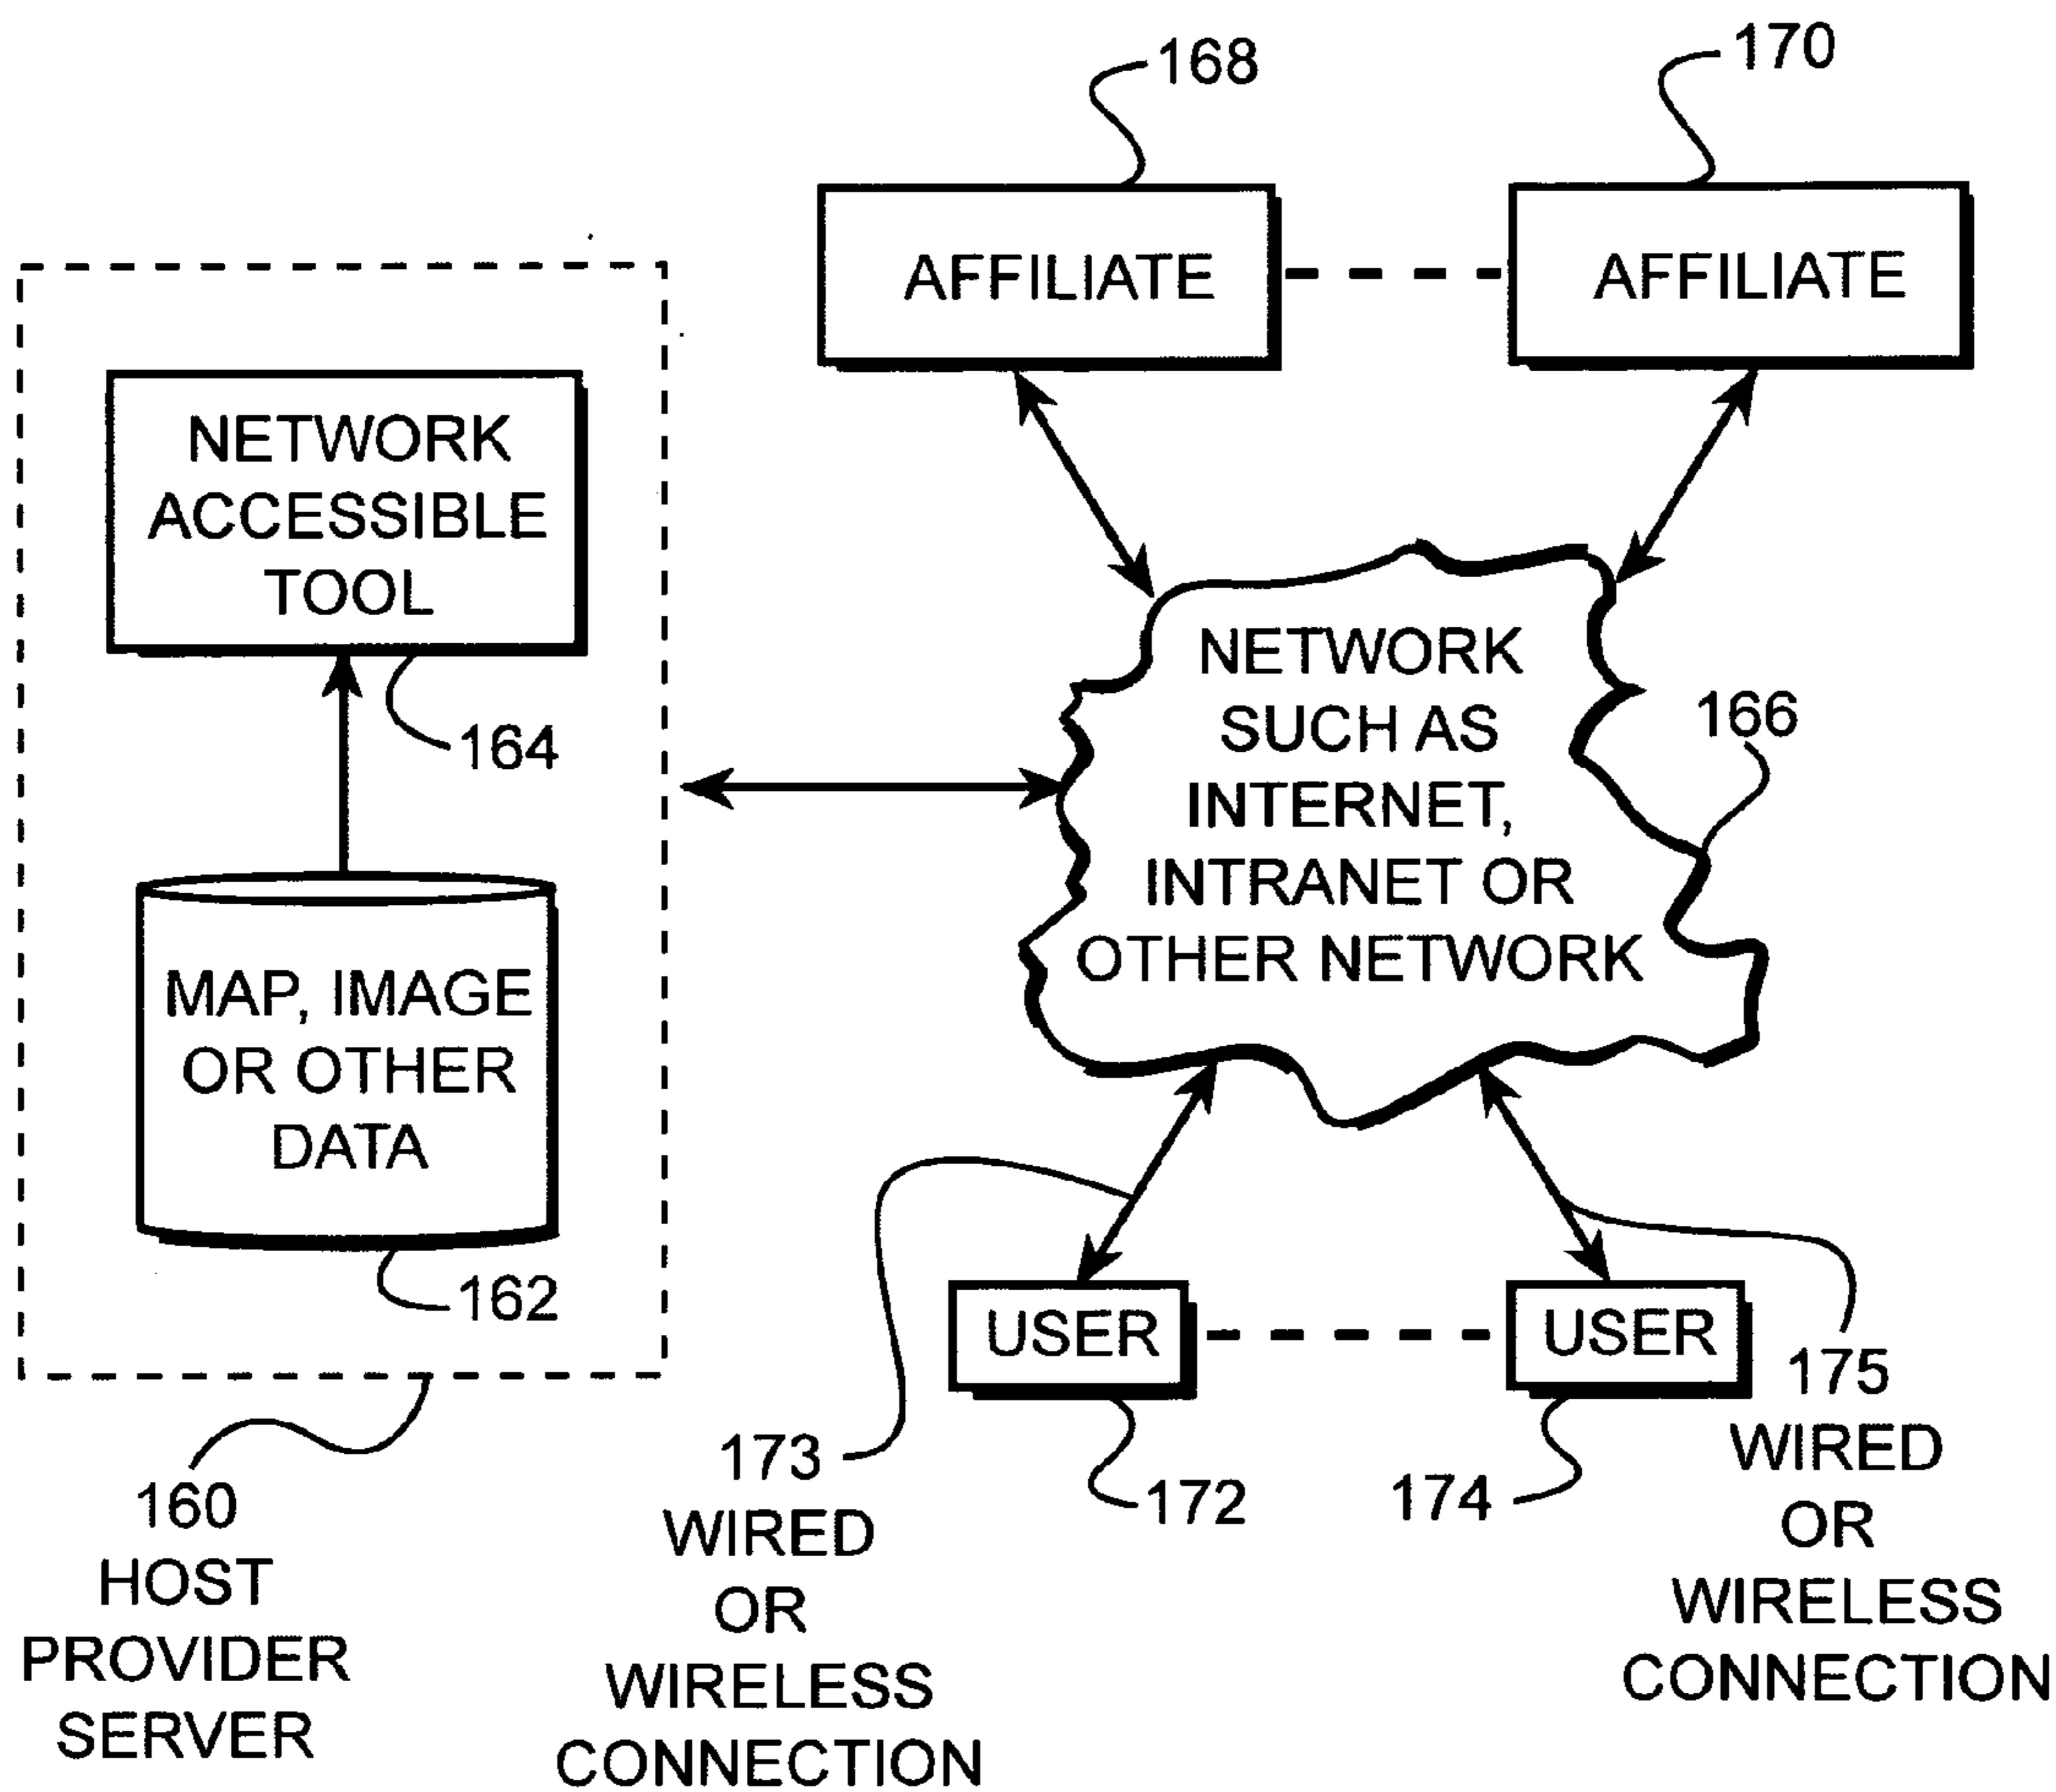 168
170
AFFILIATE
AFFILIATE
NETWORK
ACCESSIBLE
TOOL
164
NETWORK
SUCH AS
INTERNET,
INTRANET OR
OTHER NETWORK
166
MAP, IMAGE
OR OTHER
DATA
162
USER
USER
160
HOST
PROVIDER
SERVER
173
WIRED
OR
WIRELESS
CONNECTION
172
174
175
WIRED
OR
WIRELESS
CONNECTION